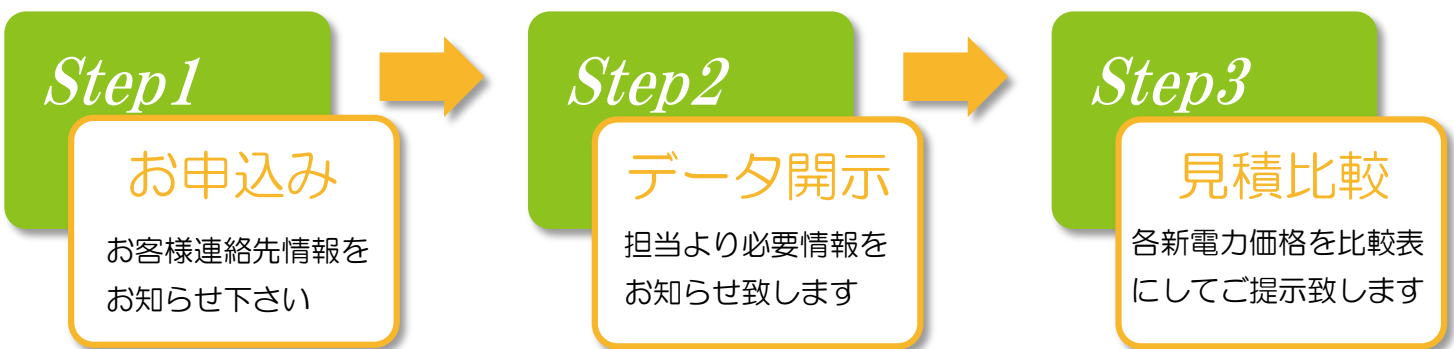 Step1
お申込み
お客様連絡先情報を
お知らせ下さい
Step2
データ開示
担当より必要情報を
お知らせ致します
Step3
見積比較
各新電力価格を比較表
にしてご提示致します